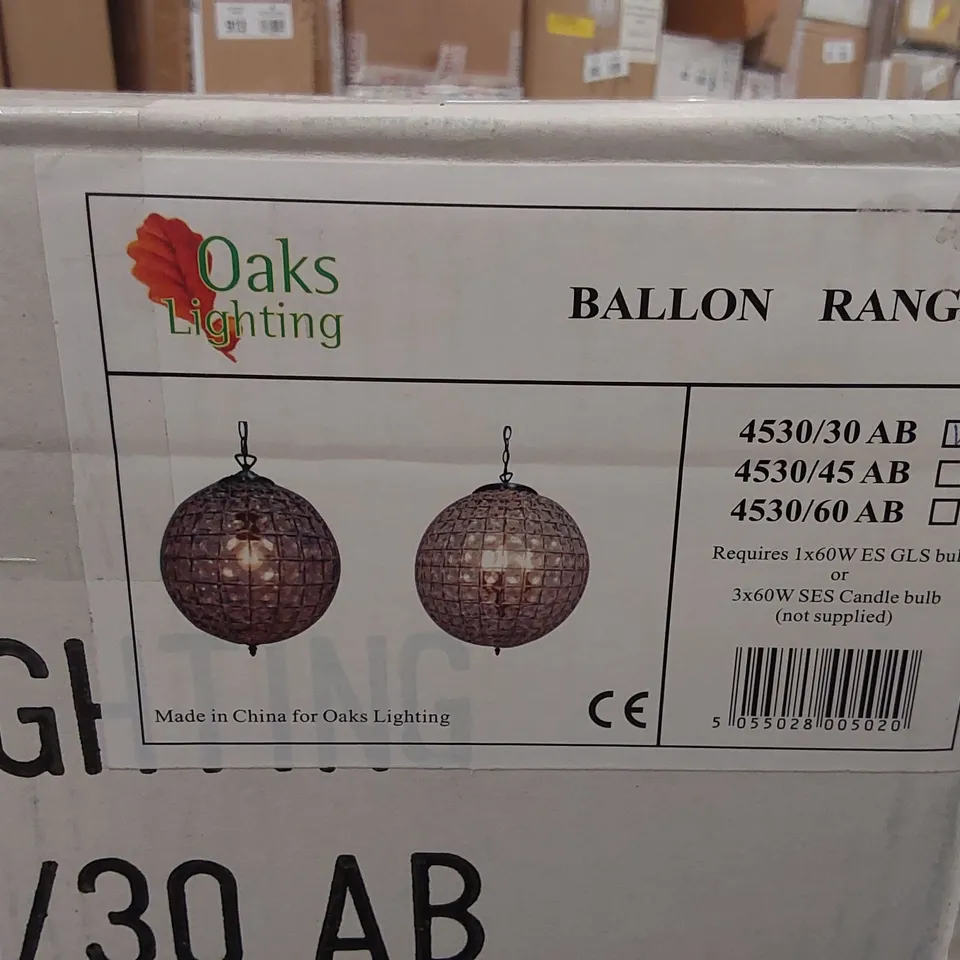 Oaks
Lighting
BALLON RANG
4530/30 AB
4530/45 AB
4530/60 AB
Requires 1x60W ES GLS bul
or
3x60W SES Candle bulb
(not supplied)
Made in China for Oaks Lighting
CE
5 055028 005020
GHTING
/30 AB